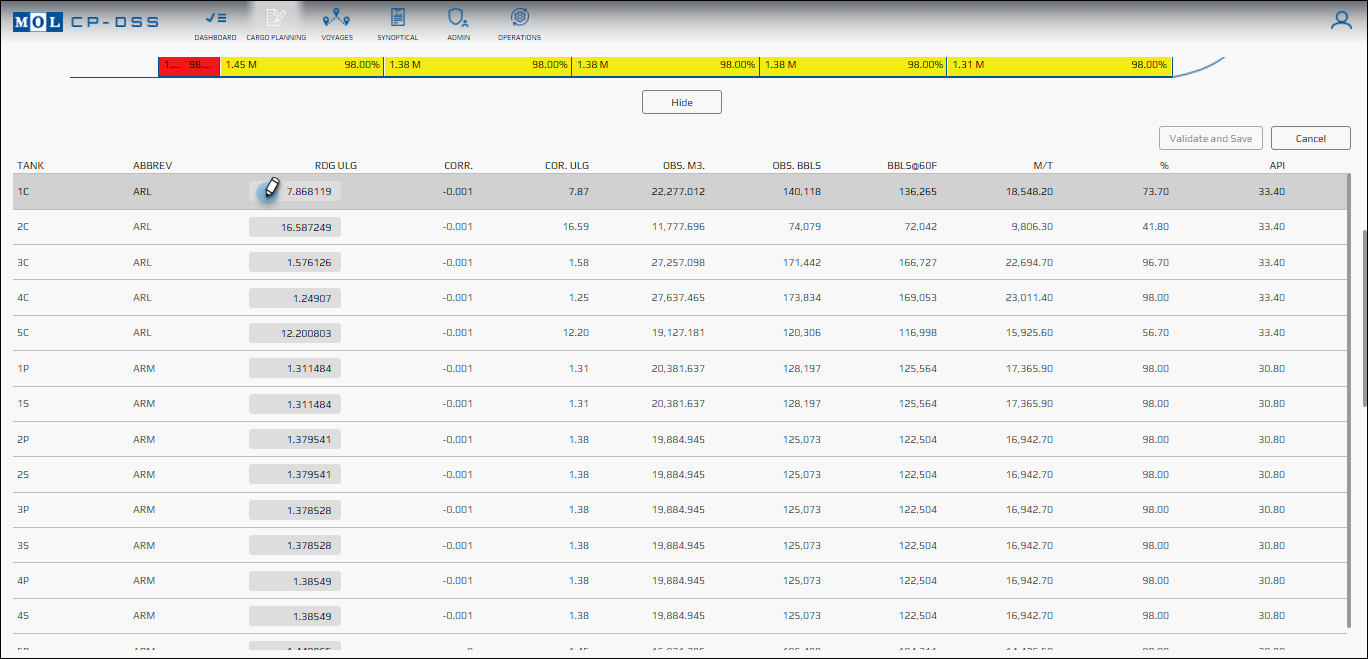 MOL CP-DSS
DASHBOARD CARGO PLANNING VOYAGES SYNOPTICAL ADMIN OPERATIONS
1.... 98.... 1.45 M 98.00% 1.38 M 98.00% 1.38 M 98.00% 1.38 M 98.00% 1.31 M 98.00%
Hide
Validate and Save Cancel
TANK ABBREV RDG ULG CORR. COR. ULG OBS. M3. OBS. BBLS BBLS@60F M/T % API
1C ARL 7.868119 -0.001 7.87 22,277.012 140,118 136,265 18,548.20 73.70 33.40
2C ARL 16.587249 -0.001 16.59 11,777.696 74,079 72,042 9,806.30 41.80 33.40
3C ARL 1.576126 -0.001 1.58 27,257.098 171,442 166,727 22,694.70 96.70 33.40
4C ARL 1.24907 -0.001 1.25 27,637.465 173,834 169,053 23,011.40 98.00 33.40
5C ARL 12.200803 -0.001 12.20 19,127.181 120,306 116,998 15,925.60 56.70 33.40
1P ARM 1.311484 -0.001 1.31 20,381.637 128,197 125,564 17,365.90 98.00 30.80
1S ARM 1.311484 -0.001 1.31 20,381.637 128,197 125,564 17,365.90 98.00 30.80
2P ARM 1.379541 -0.001 1.38 19,884.945 125,073 122,504 16,942.70 98.00 30.80
2S ARM 1.379541 -0.001 1.38 19,884.945 125,073 122,504 16,942.70 98.00 30.80
3P ARM 1.378528 -0.001 1.38 19,884.945 125,073 122,504 16,942.70 98.00 30.80
3S ARM 1.378528 -0.001 1.38 19,884.945 125,073 122,504 16,942.70 98.00 30.80
4P ARM 1.38549 -0.001 1.38 19,884.945 125,073 122,504 16,942.70 98.00 30.80
4S ARM 1.38549 -0.001 1.38 19,884.945 125,073 122,504 16,942.70 98.00 30.80